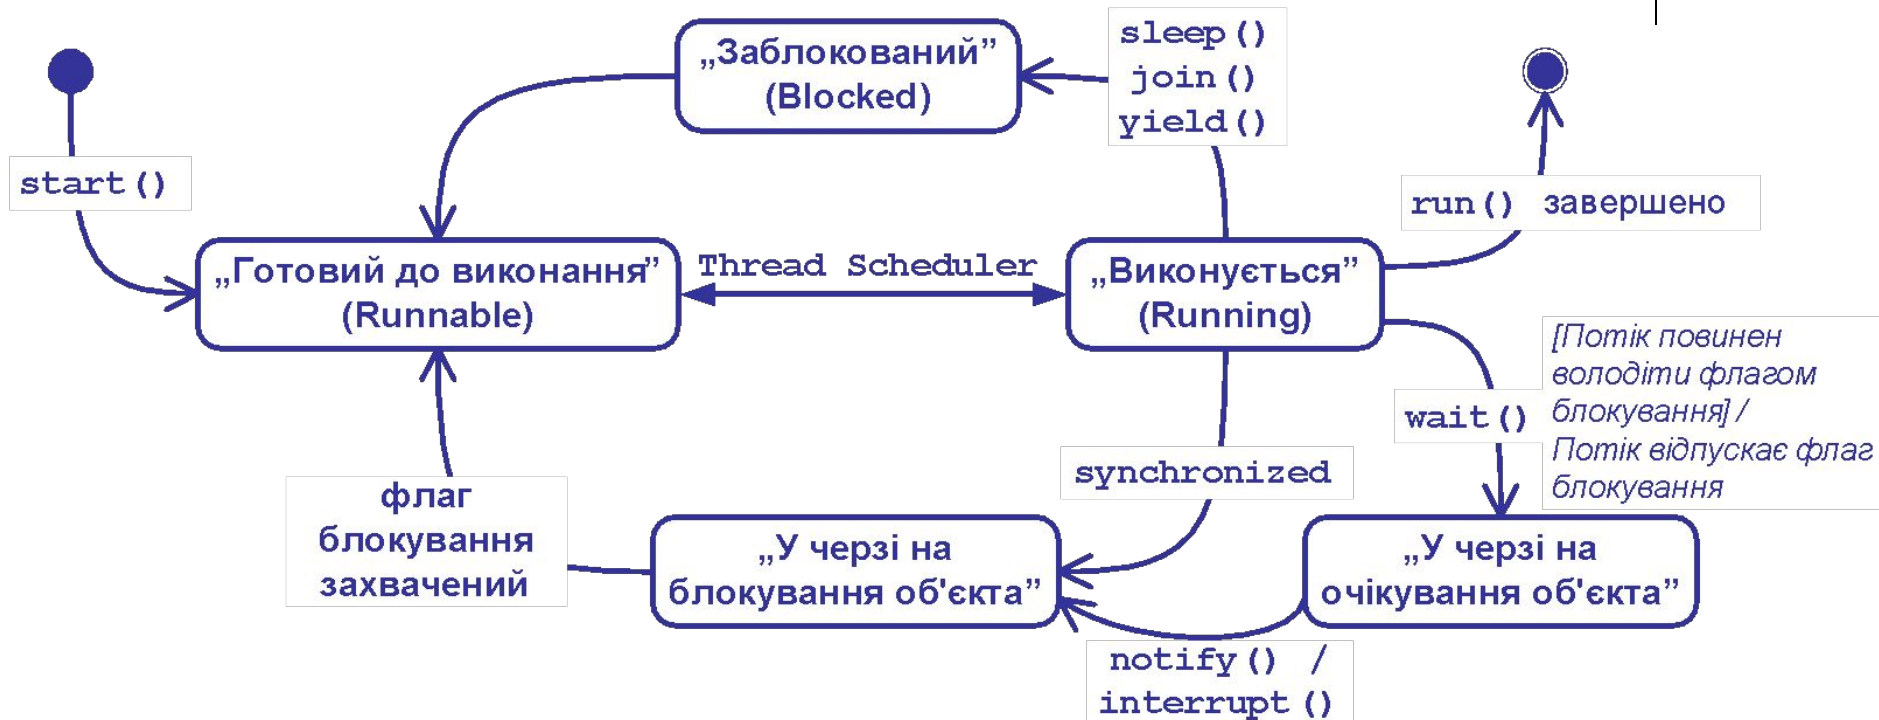 „Заблокований”
(Blocked)
sleep()
join()
yield()
start()
run() завершено
„Готовий до виконання”
(Runnable)
Thread Scheduler
„Виконується”
(Running)
[Потік повинен
володіти флагом
блокування] /
Потік відпускає флаг
блокування
wait()
synchronized
флаг
блокування
захвачений
„У черзі на
блокування об'єкта”
„У черзі на
очікування об'єкта”
notify() /
interrupt()